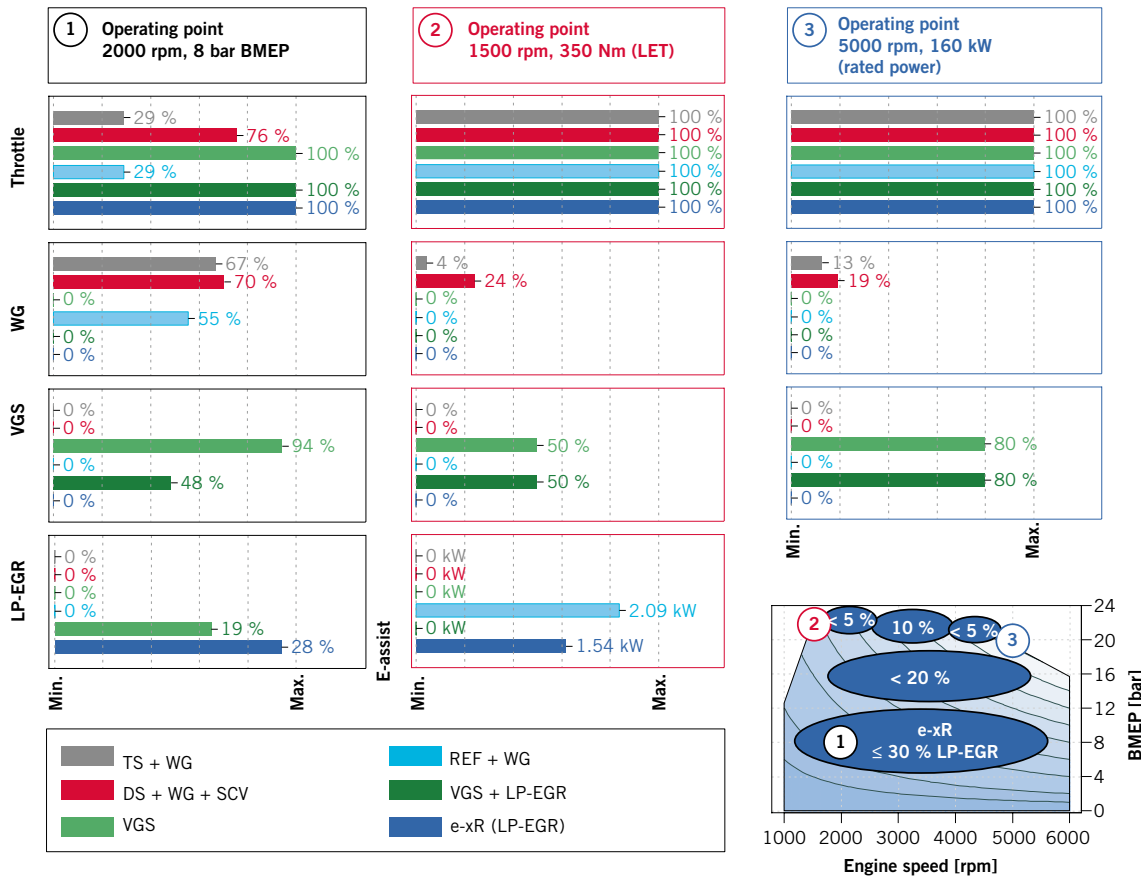 1 Operating point
2000 rpm, 8 bar BMEP
2 Operating point
1500 rpm, 350 Nm (LET)
3 Operating point
5000 rpm, 160 kW
(rated power)
Throttle
29 %
76 %
100 %
29 %
100 %
100 %
100 %
100 %
100 %
100 %
100 %
100 %
100 %
100 %
100 %
100 %
100 %
100 %
WG
67 %
70 %
0 %
55 %
0 %
0 %
4 %
24 %
0 %
0 %
0 %
0 %
13 %
19 %
0 %
0 %
0 %
0 %
VGS
0 %
0 %
94 %
0 %
48 %
0 %
0 %
0 %
50 %
0 %
50 %
0 %
0 %
0 %
80 %
0 %
80 %
0 %
Min.
Max.
LP-EGR
0 %
0 %
0 %
0 %
19 %
28 %
Min.
Max.
E-assist
0 kW
0 kW
0 kW
2.09 kW
0 kW
1.54 kW
Min.
Max.
TS + WG
DS + WG + SCV
VGS
REF + WG
VGS + LP-EGR
e-xR (LP-EGR)
2
< 5 %
10 %
< 5 %
3
< 20 %
1
e-xR
≤ 30 % LP-EGR
24
20
16
12
8
4
0
BMEP [bar]
1000 2000 3000 4000 5000 6000
Engine speed [rpm]